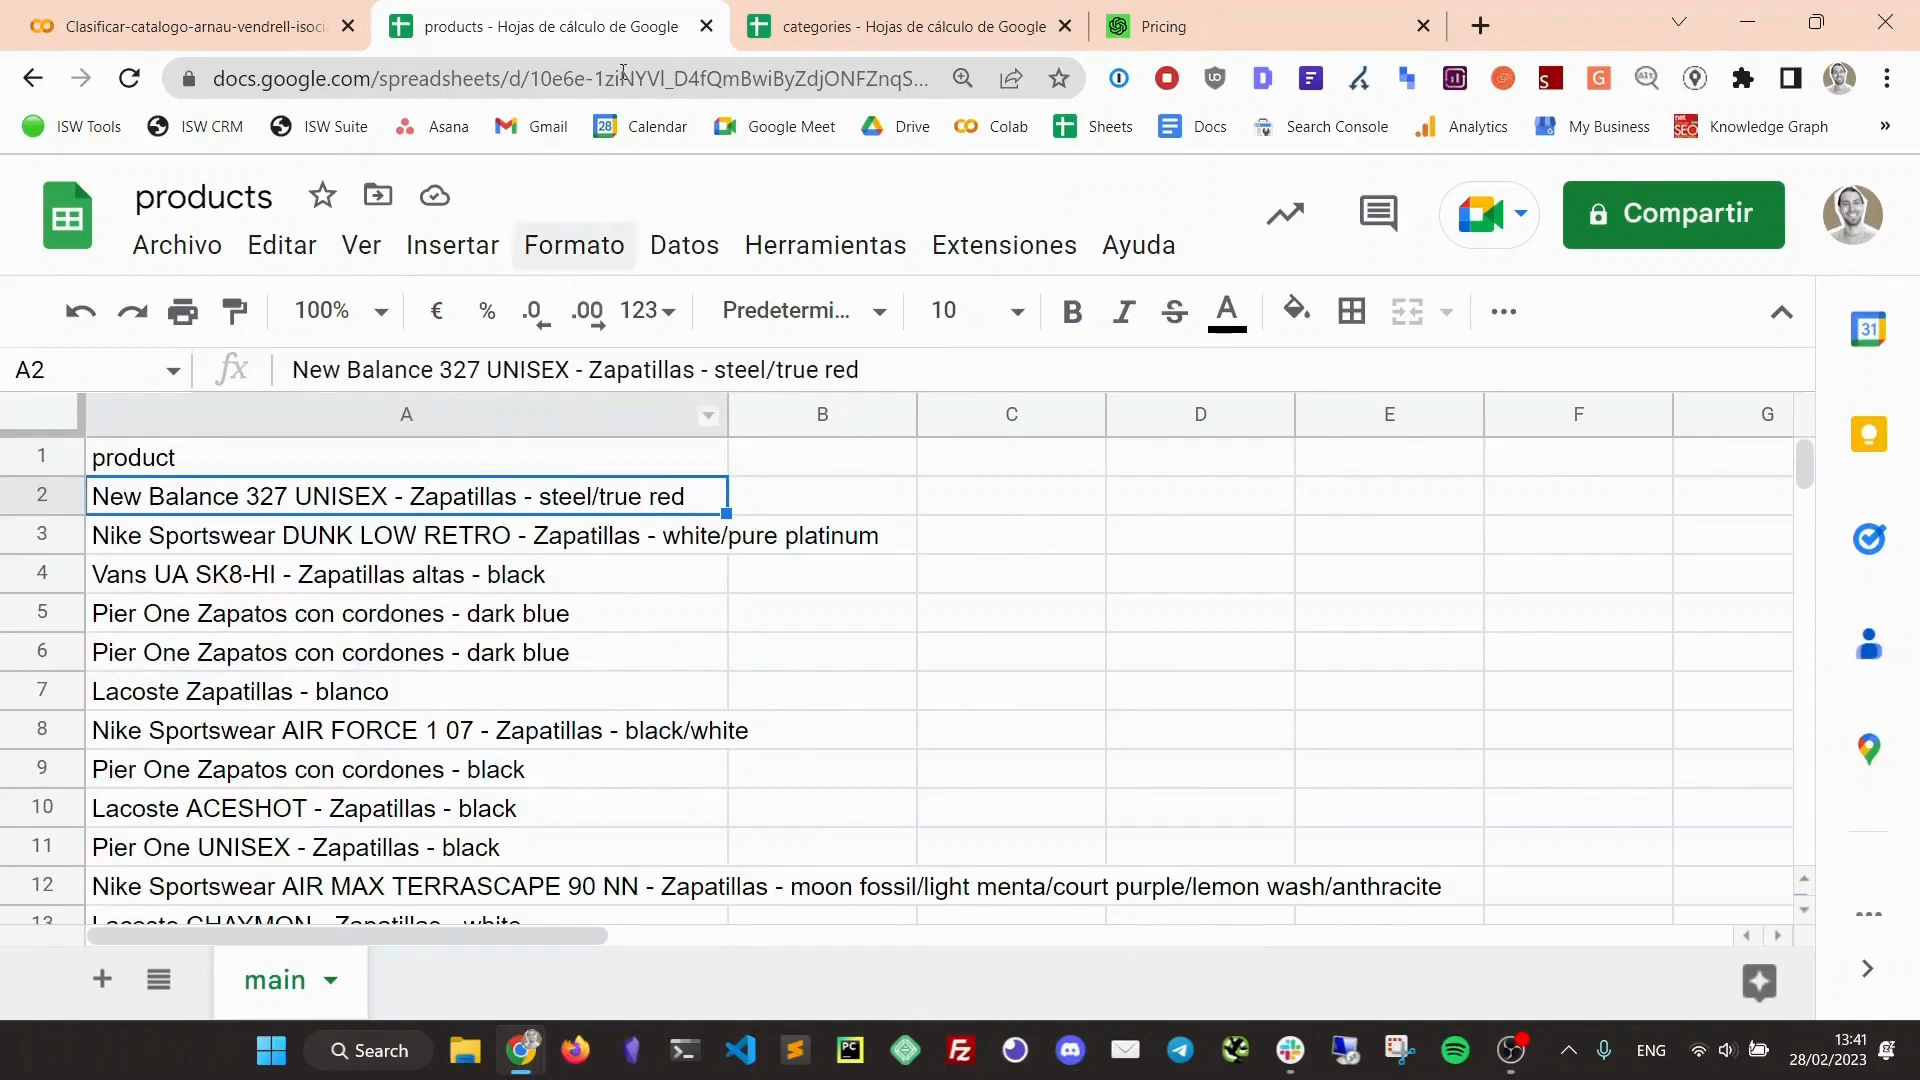 Clasificar-catalogo-arnau-vendrell-isoci
products - Hojas de cálculo de Google
categories - Hojas de cálculo de Google
Pricing
docs.google.com/spreadsheets/d/10e6e-1ziNYVl_D4fQmBwiByZdjONFZnqS...
ISW Tools
ISW CRM
ISW Suite
Asana
Gmail
28
Calendar
Google Meet
Drive
Colab
Sheets
Docs
Search Console
Analytics
My Business
Knowledge Graph
»
products
Compartir
Archivo Editar Ver Insertar Formato Datos Herramientas Extensiones Ayuda
100% € % .0 .00 123 Predetermi... 10 B I S A
31
A2 fx New Balance 327 UNISEX - Zapatillas - steel/true red
A B C D E F G
1 product
2 New Balance 327 UNISEX - Zapatillas - steel/true red
3 Nike Sportswear DUNK LOW RETRO - Zapatillas - white/pure platinum
4 Vans UA SK8-HI - Zapatillas altas - black
5 Pier One Zapatos con cordones - dark blue
6 Pier One Zapatos con cordones - dark blue
7 Lacoste Zapatillas - blanco
8 Nike Sportswear AIR FORCE 1 07 - Zapatillas - black/white
9 Pier One Zapatos con cordones - black
10 Lacoste ACESHOT - Zapatillas - black
11 Pier One UNISEX - Zapatillas - black
12 Nike Sportswear AIR MAX TERRASCAPE 90 NN - Zapatillas - moon fossil/light menta/court purple/lemon wash/anthracite
13 Lacoste CHAYMON - Zapatillas - white
main
Search
ENG
13:41
28/02/2023